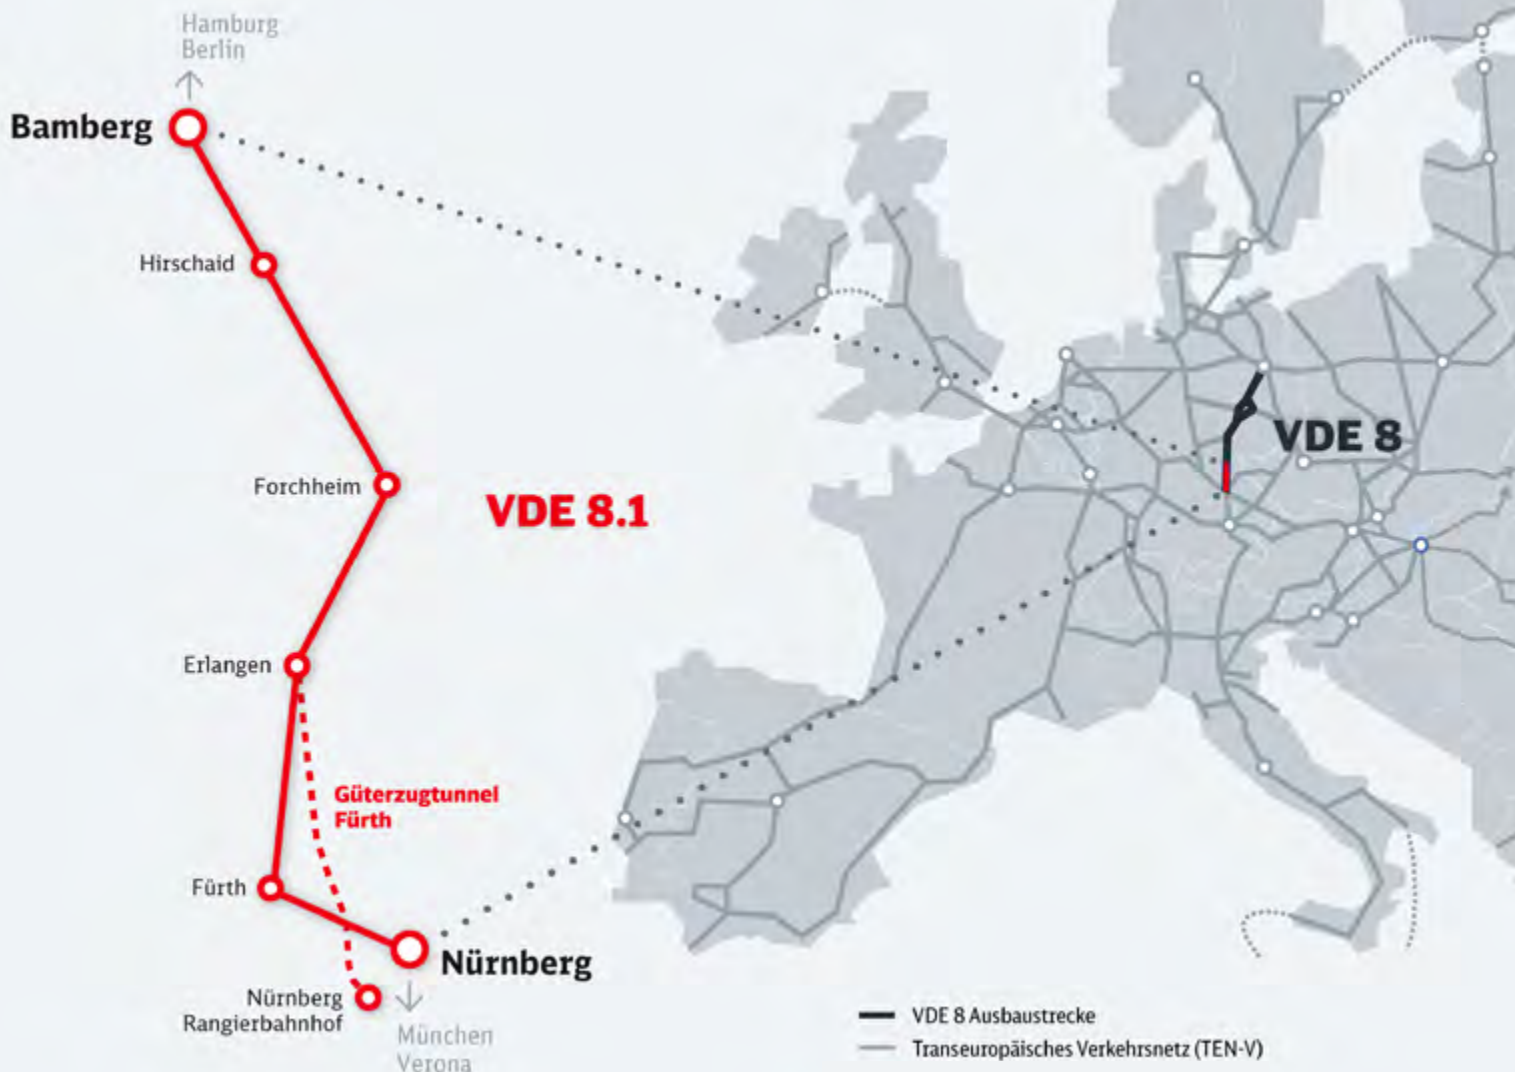 Hamburg
Berlin
Bamberg
Hirschaid
Forchheim
VDE 8.1
VDE 8
Erlangen
Güterzugtunnel
Fürth
Fürth
Nürnberg
Nürnberg
Rangierbahnhof
München
Verona
VDE 8 Ausbaustrecke
Transeuropäisches Verkehrsnetz (TEN-V)